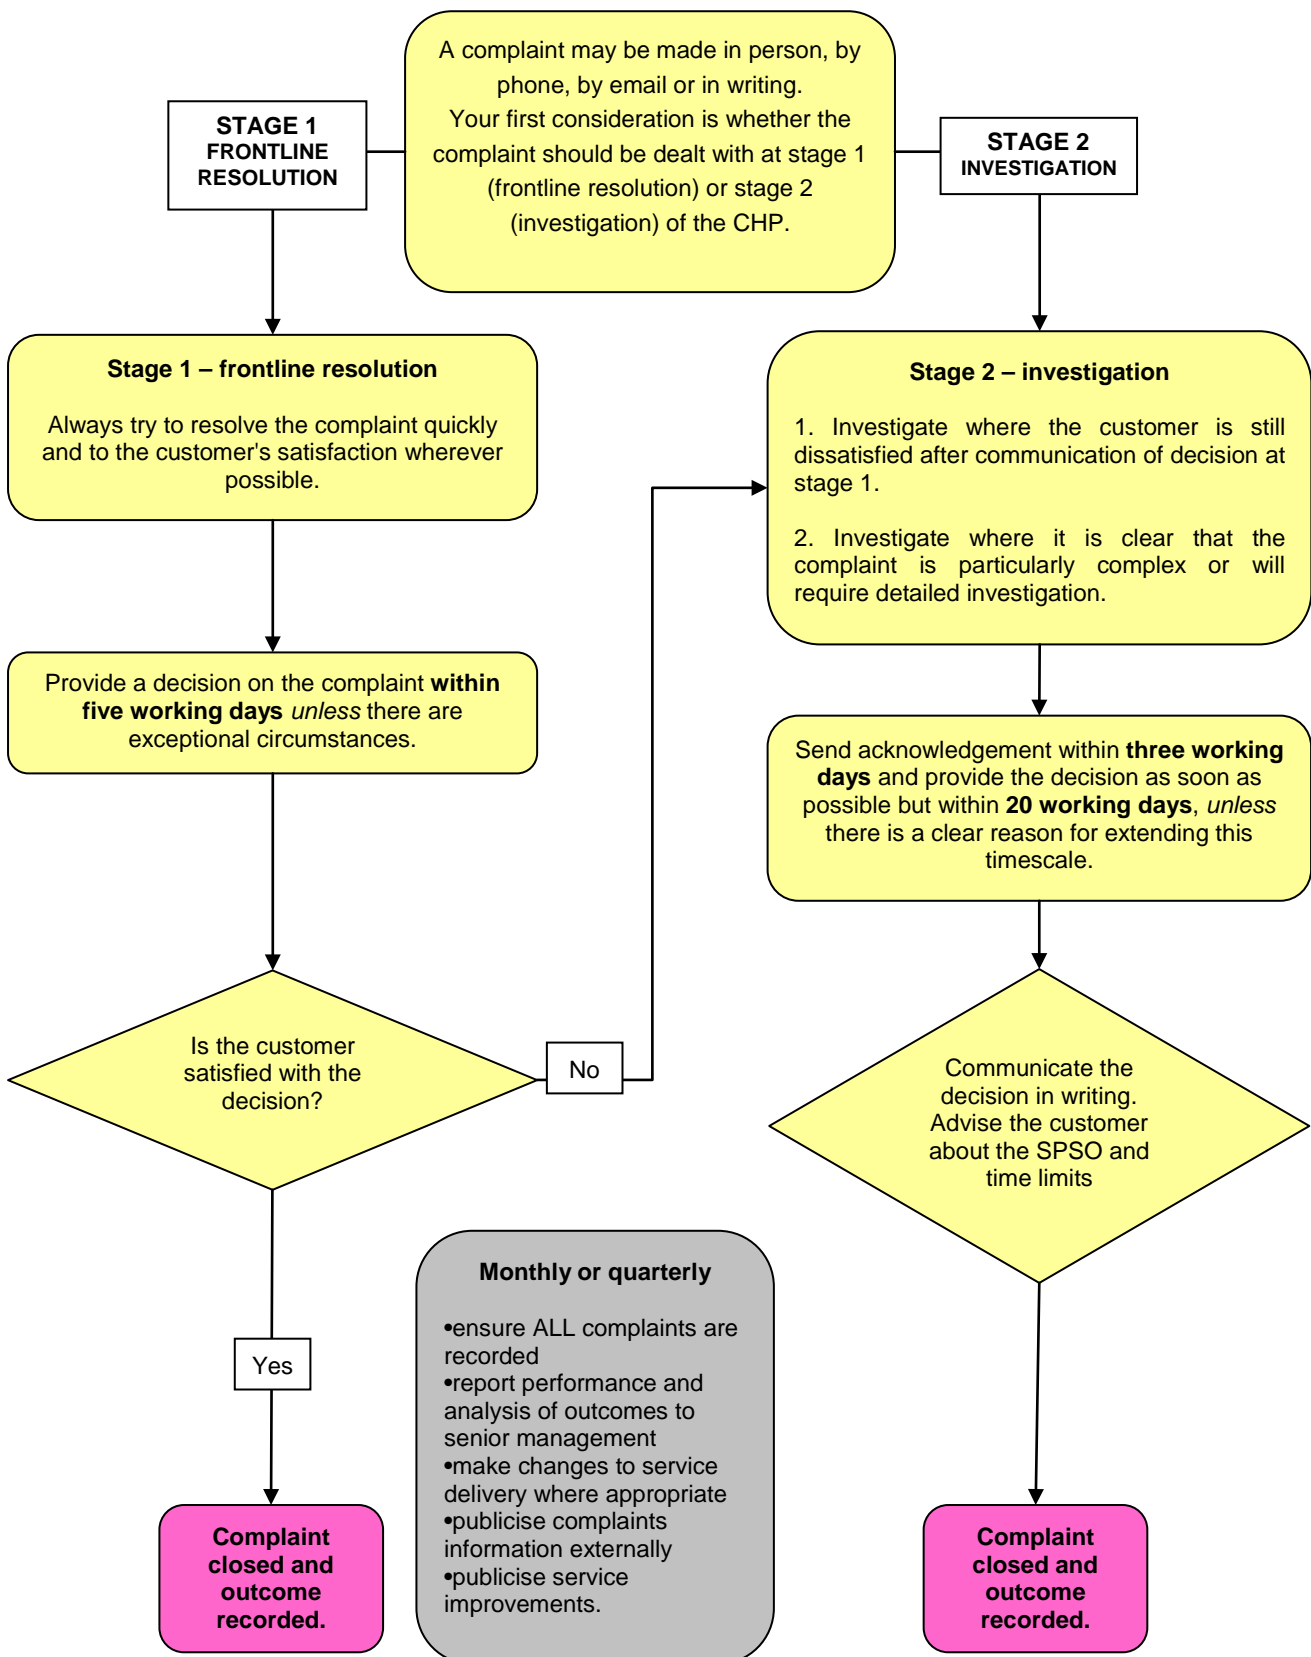 A complaint may be made in person, by
phone, by email or in writing.
Your first consideration is whether the
complaint should be dealt with at stage 1
(frontline resolution) or stage 2
(investigation) of the CHP.
STAGE 1
FRONTLINE
RESOLUTION
STAGE 2
INVESTIGATION
Stage 1 – frontline resolution
Always try to resolve the complaint quickly
and to the customer's satisfaction wherever
possible.
Provide a decision on the complaint within
five working days unless there are
exceptional circumstances.
Is the customer
satisfied with the
decision?
No
Yes
Complaint
closed and
outcome
recorded.
Stage 2 – investigation
1. Investigate where the customer is still
dissatisfied after communication of decision at
stage 1.
2. Investigate where it is clear that the
complaint is particularly complex or will
require detailed investigation.
Send acknowledgement within three working
days and provide the decision as soon as
possible but within 20 working days, unless
there is a clear reason for extending this
timescale.
Communicate the
decision in writing.
Advise the customer
about the SPSO and
time limits
Complaint
closed and
outcome
recorded.
Monthly or quarterly
•ensure ALL complaints are
recorded
•report performance and
analysis of outcomes to
senior management
•make changes to service
delivery where appropriate
•publicise complaints
information externally
•publicise service
improvements.